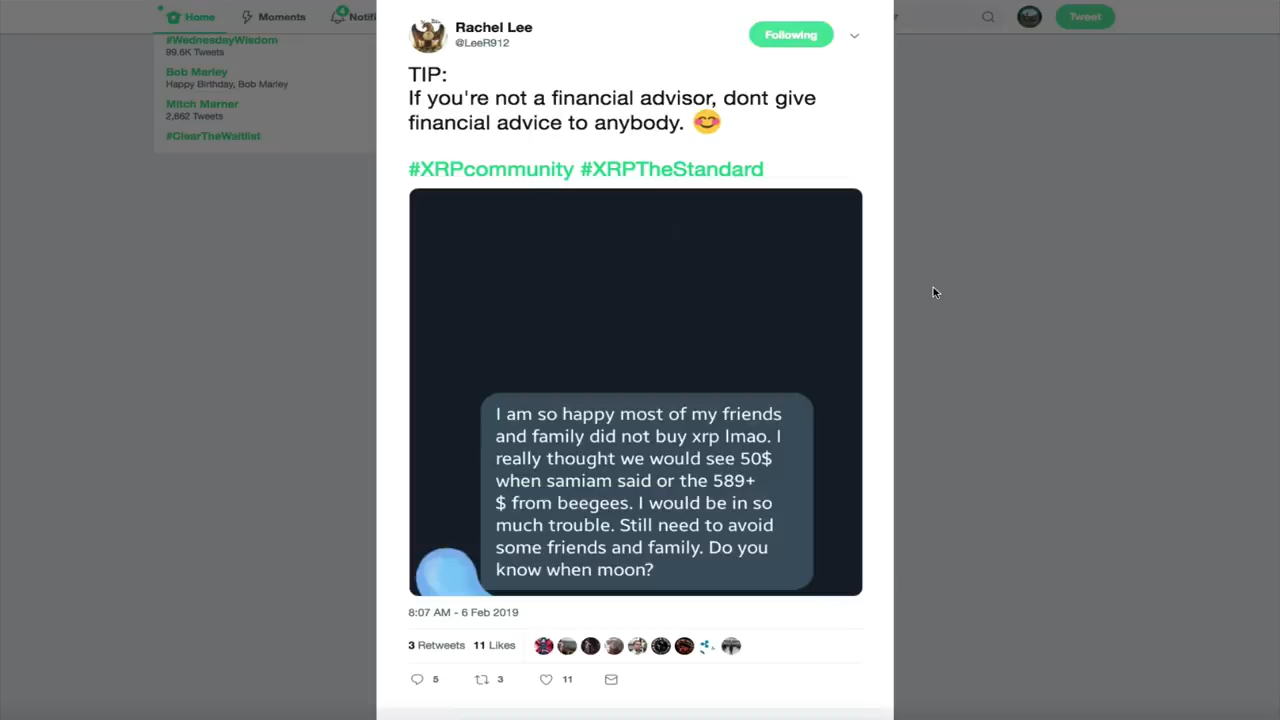 Home
Moments
Notifi
4
Tweet
#WednesdayWisdom
99.6K Tweets
Bob Marley
Happy Birthday, Bob Marley
Mitch Marner
2,862 Tweets
#ClearTheWaitlist
Rachel Lee
@LeeR912
Following
TIP:
If you're not a financial advisor, dont give
financial advice to anybody.
#XRPcommunity #XRPTheStandard
I am so happy most of my friends
and family did not buy xrp lmao. I
really thought we would see 50$
when samiam said or the 589+
$ from beegees. I would be in so
much trouble. Still need to avoid
some friends and family. Do you
know when moon?
8:07 AM - 6 Feb 2019
3 Retweets 11 Likes
5 3 11